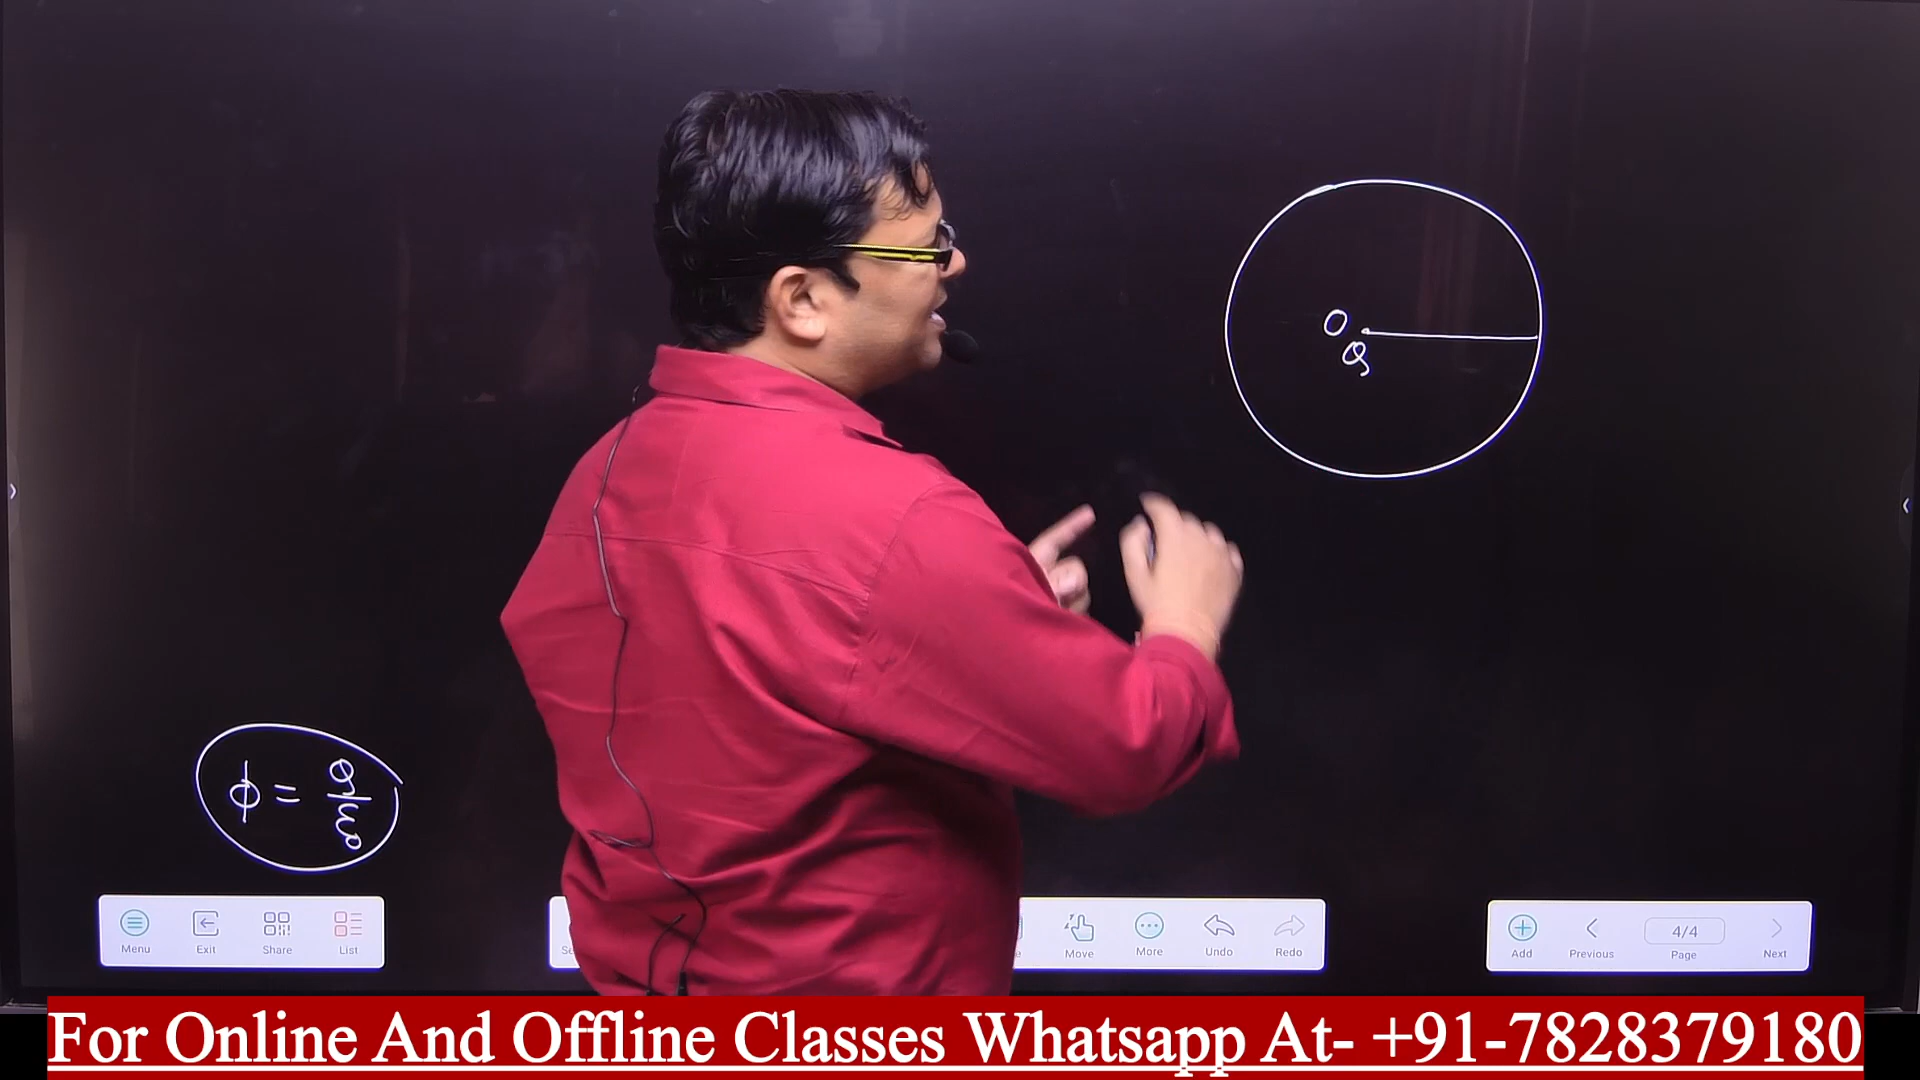 O
Q
φ = Q/ε₀
Menu Exit Share List
Move More Undo Redo
Add Previous 4/4 Page Next
For Online And Offline Classes Whatsapp At- +91-7828379180